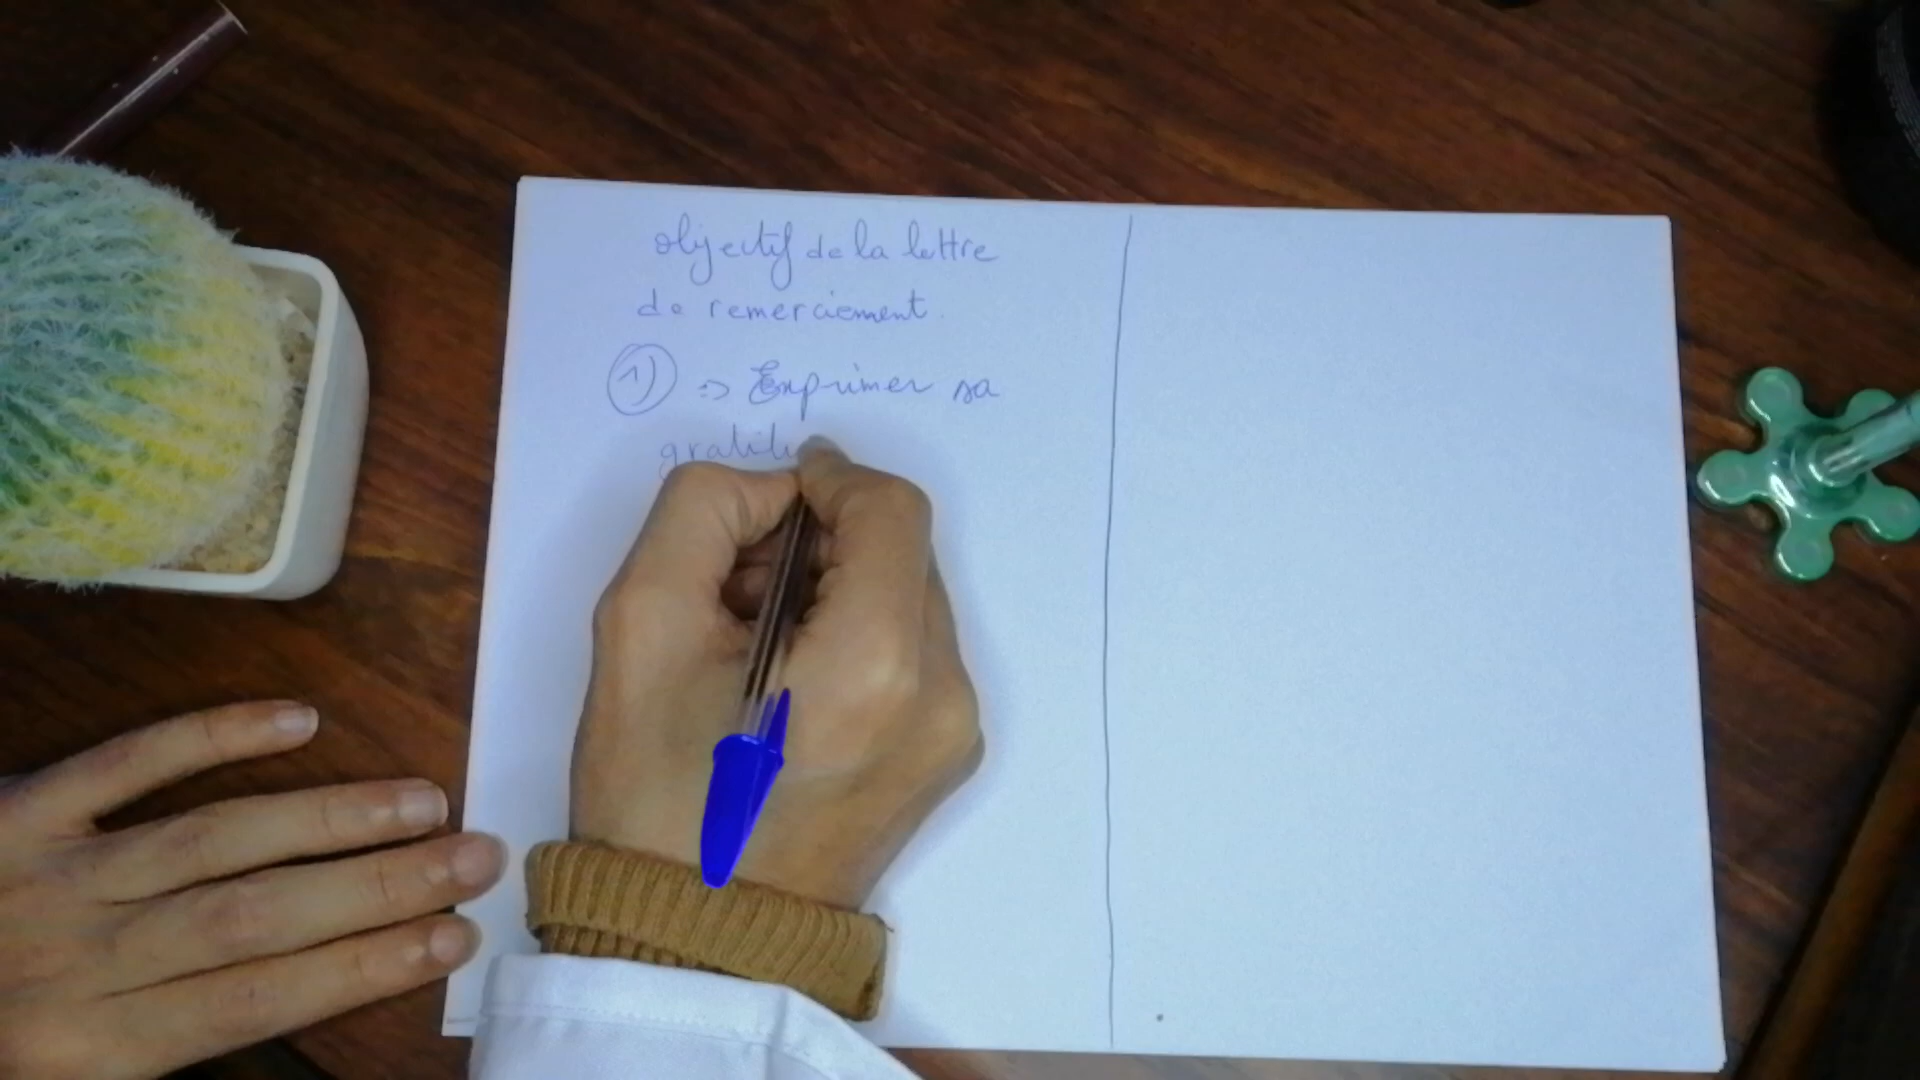 objectif de la lettre
de remerciement.
1) => Exprimer sa